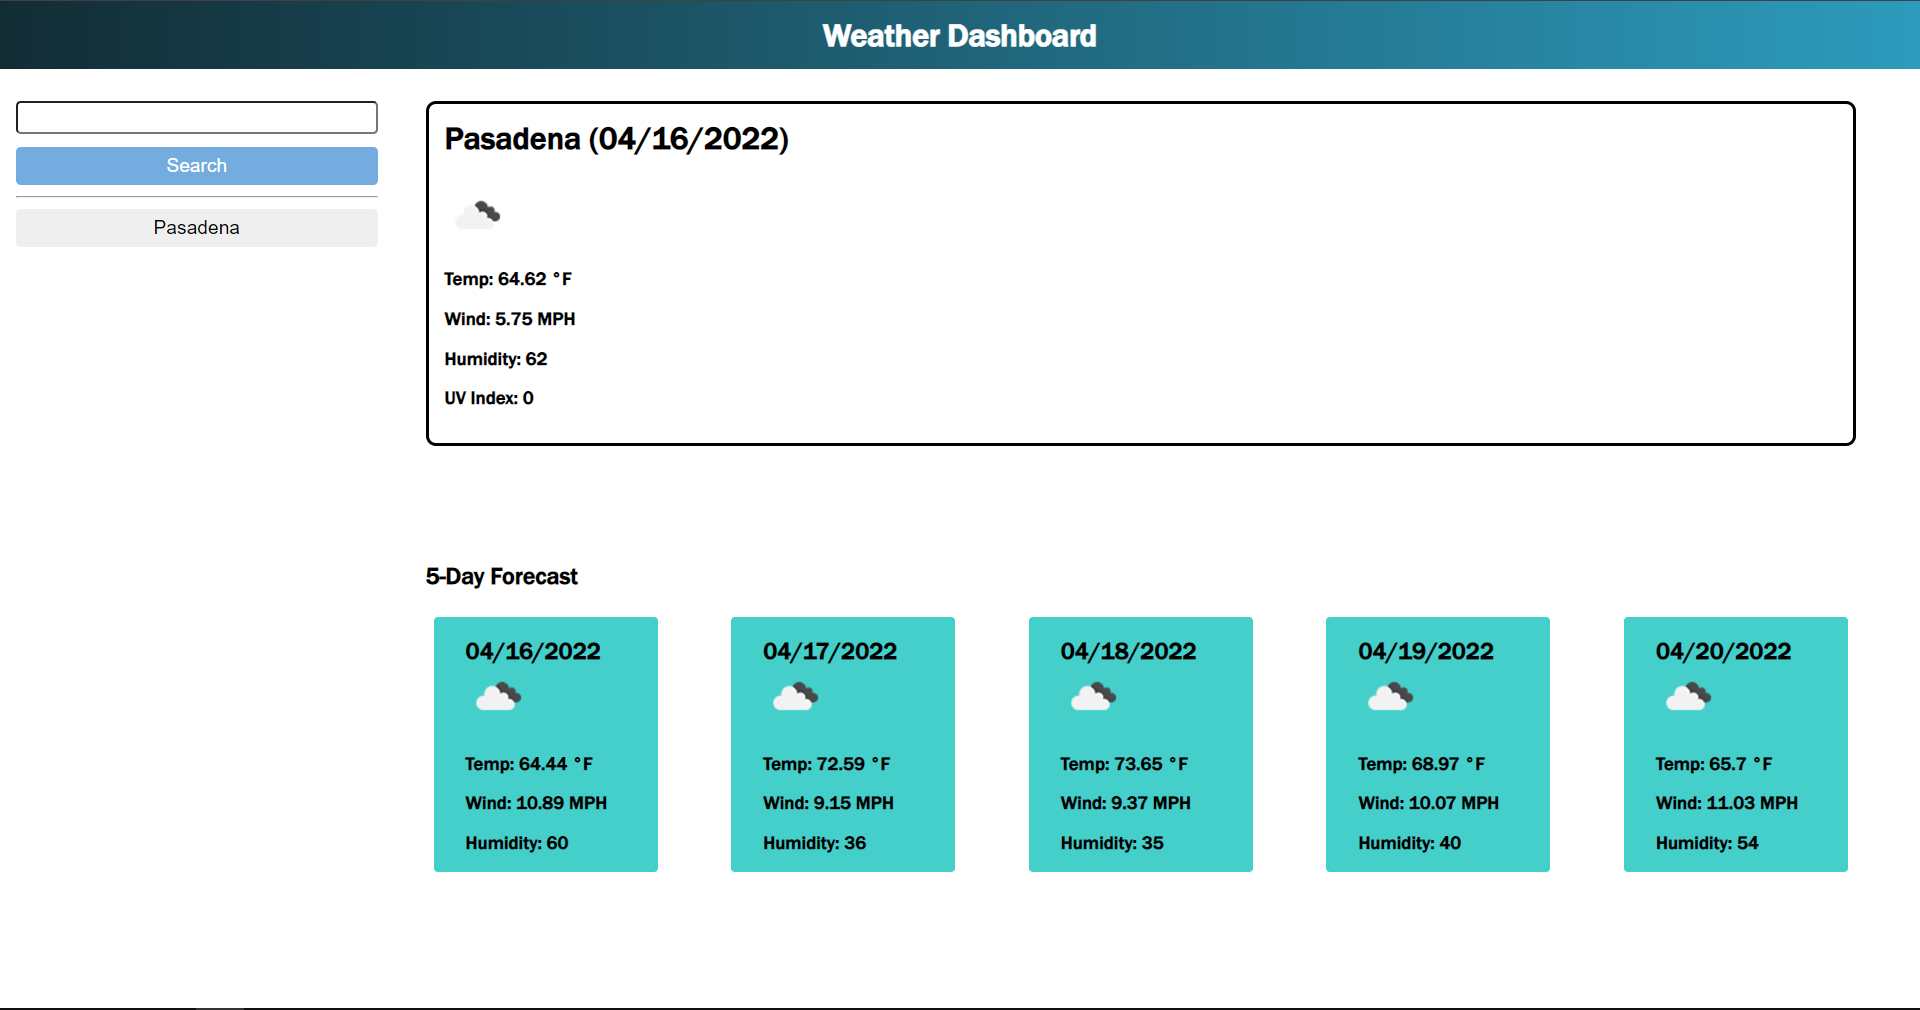 Weather Dashboard
Search
Pasadena
Pasadena (04/16/2022)
Temp: 64.62 °F
Wind: 5.75 MPH
Humidity: 62
UV Index: 0
5-Day Forecast
04/16/2022
Temp: 64.44 °F
Wind: 10.89 MPH
Humidity: 60
04/17/2022
Temp: 72.59 °F
Wind: 9.15 MPH
Humidity: 36
04/18/2022
Temp: 73.65 °F
Wind: 9.37 MPH
Humidity: 35
04/19/2022
Temp: 68.97 °F
Wind: 10.07 MPH
Humidity: 40
04/20/2022
Temp: 65.7 °F
Wind: 11.03 MPH
Humidity: 54